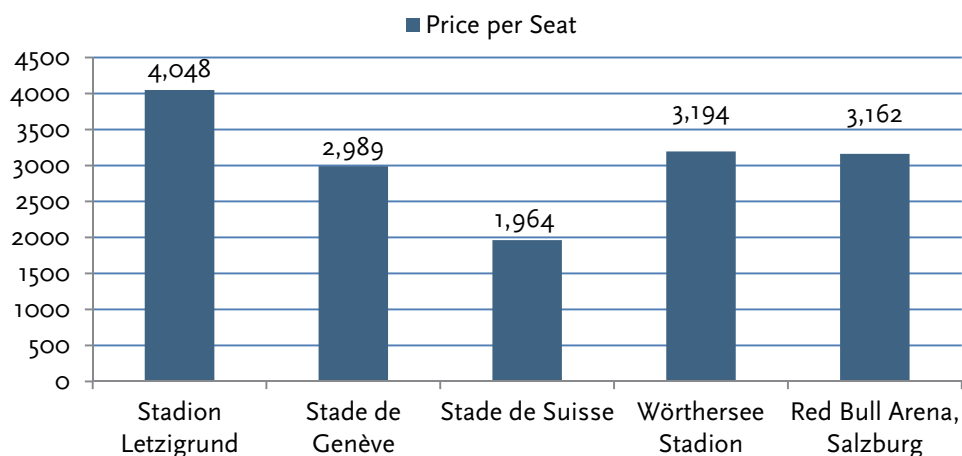 Price per Seat
4500
4000
3500
3000
2500
2000
1500
1000
500
0
4,048
2,989
1,964
3,194
3,162
Stadion
Letzigrund
Stade de
Genève
Stade de Suisse
Wörthersee
Stadion
Red Bull Arena,
Salzburg